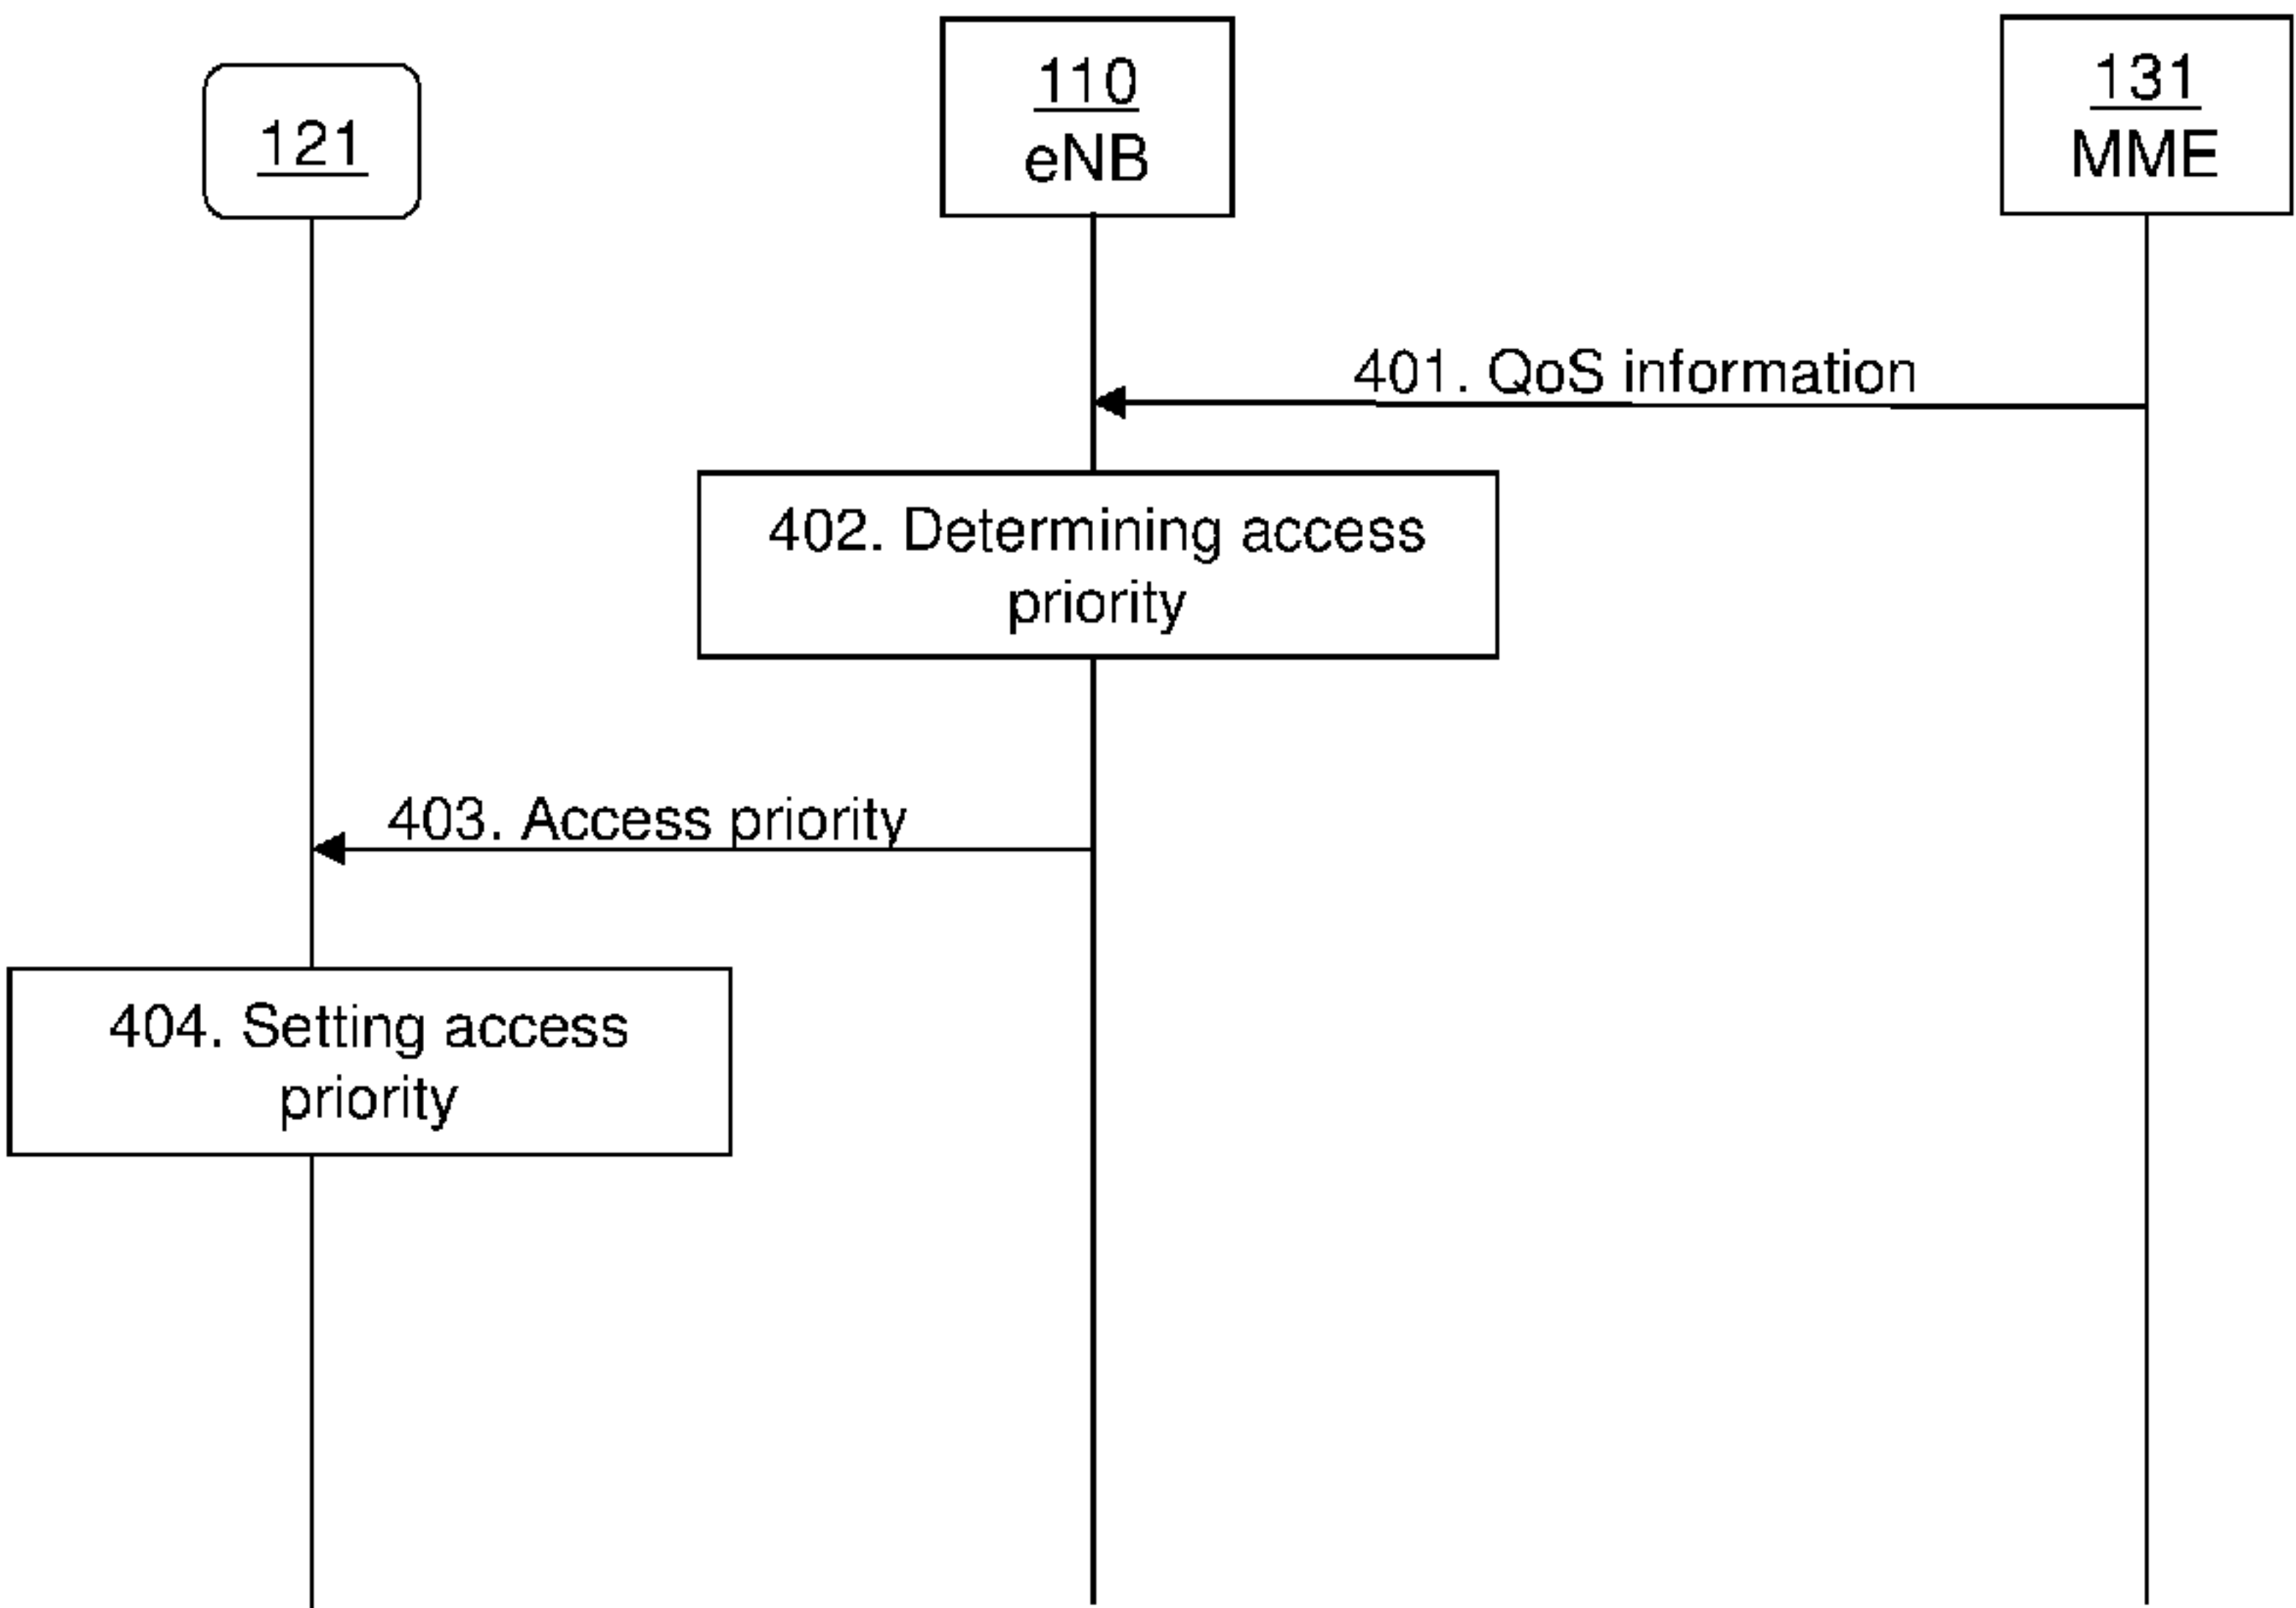 121
110
eNB
131
MME
401. QoS information
402. Determining access
priority
403. Access priority
404. Setting access
priority